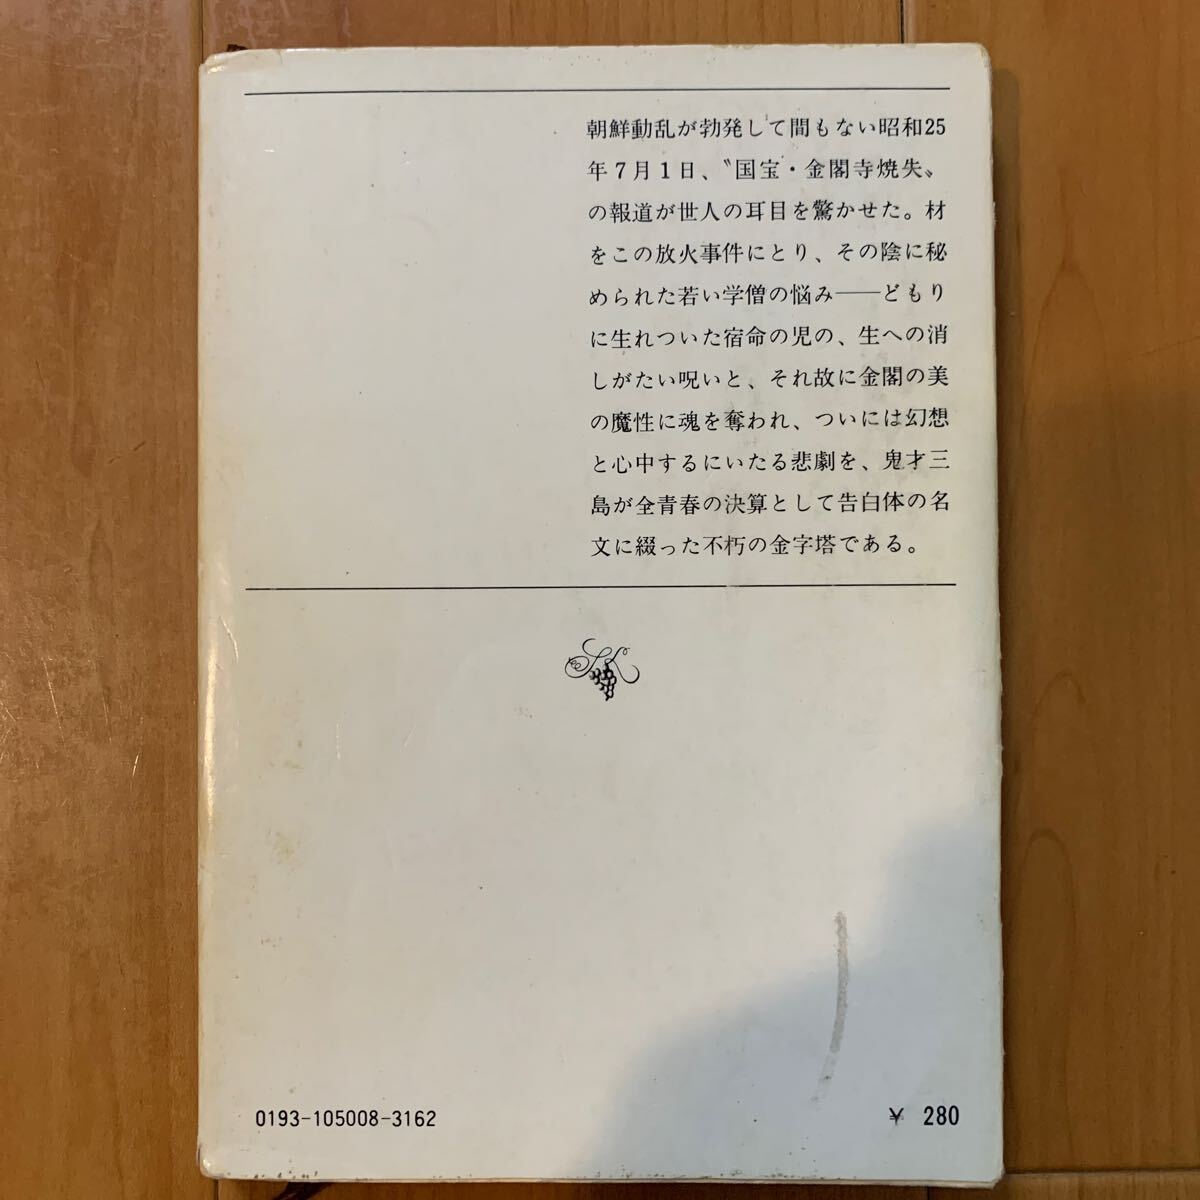 朝鮮動乱が勃発して間もない昭和25
年7月1日、〝国宝・金閣寺焼失〟
の報道が世人の耳目を驚かせた。材
をこの放火事件にとり、その陰に秘
められた若い学僧の悩み――どもり
に生れついた宿命の児の、生への消
しがたい呪いと、それ故に金閣の美
の魔性に魂を奪われ、ついには幻想
と心中するにいたる悲劇を、鬼才三
島が全青春の決算として告白体の名
文に綴った不朽の金字塔である。
0193-105008-3162
¥ 280